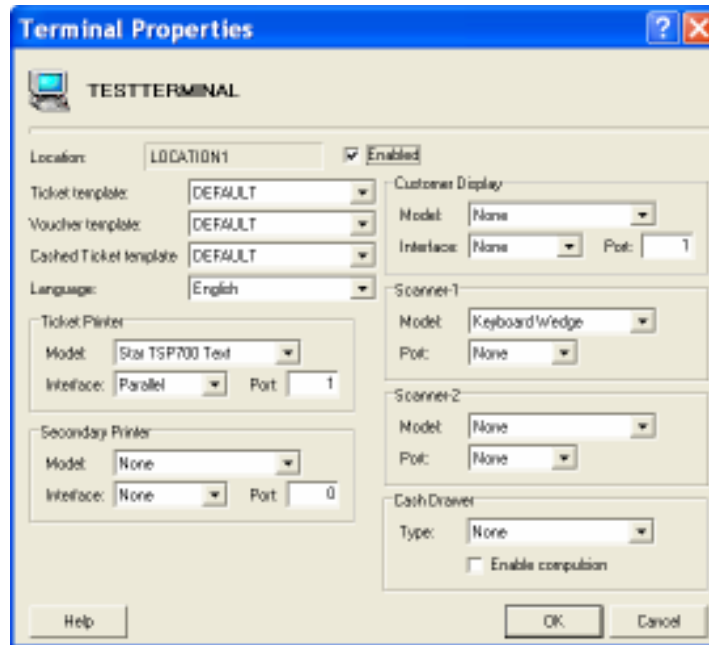 Terminal Properties
TESTTERMINAL
Location: LOCATION1 Enabled
Ticket template: DEFAULT
Voucher template: DEFAULT
Cashed Ticket template DEFAULT
Language: English
Ticket Printer
Model: Star TSP700 Text
Interface: Parallel Port 1
Secondary Printer
Model: None
Interface: None Port 0
Customer Display
Model: None
Interface: None Port: 1
Scanner-1
Model: Keyboard Wedge
Port: None
Scanner-2
Model: None
Port: None
Cash Drawer
Type: None
Enable compulsion
Help OK Cancel